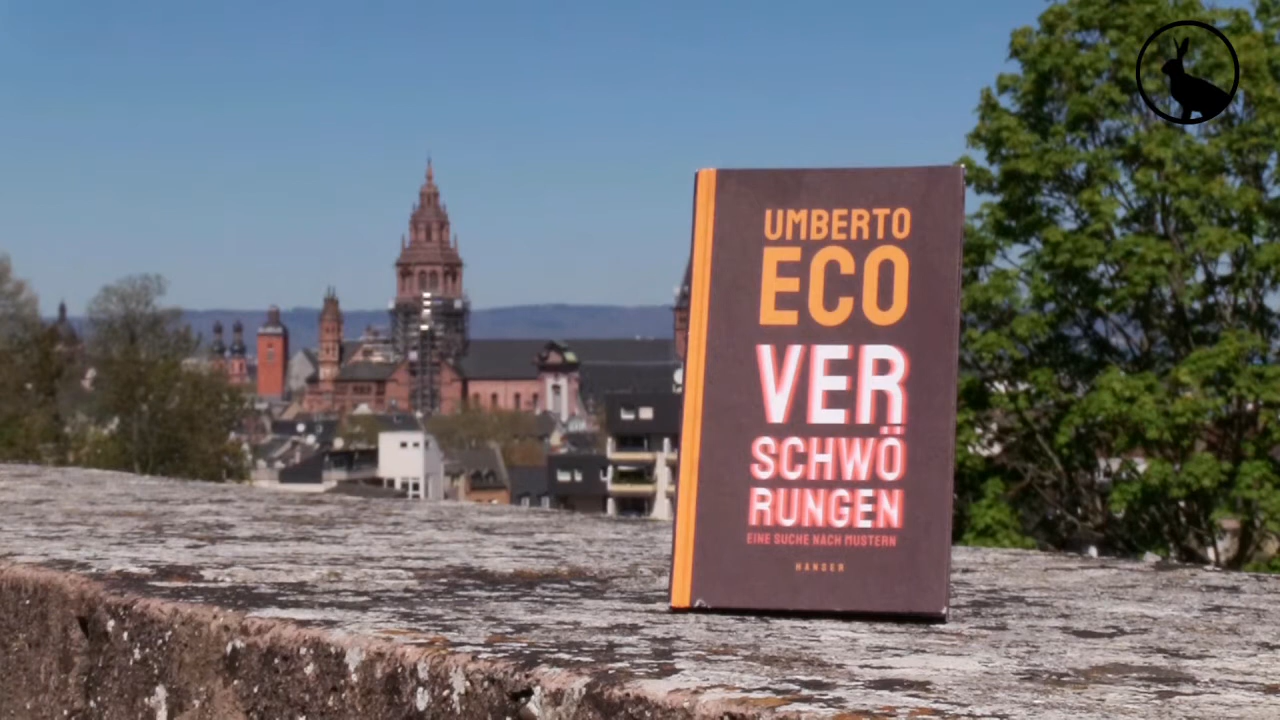 UMBERTO
ECO
VER
SCHWÖ
RUNGEN
EINE SUCHE NACH MUSTERN
HANSER